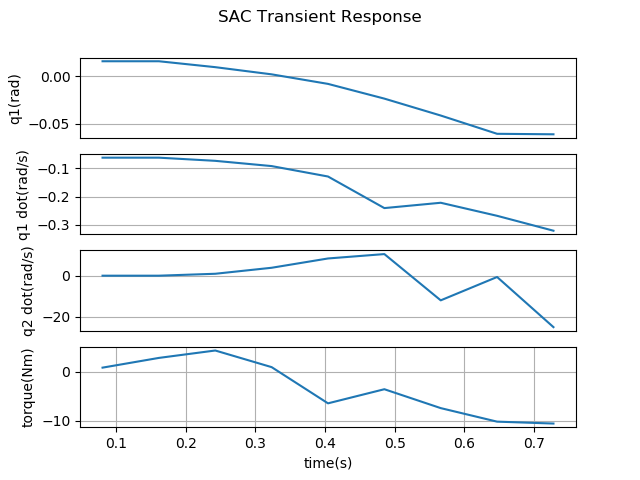 SAC Transient Response
q1(rad)
0.00
−0.05
q1 dot(rad/s)
−0.1
−0.2
−0.3
q2 dot(rad/s)
0
−20
torque(Nm)
0
−10
0.1 0.2 0.3 0.4 0.5 0.6 0.7
time(s)